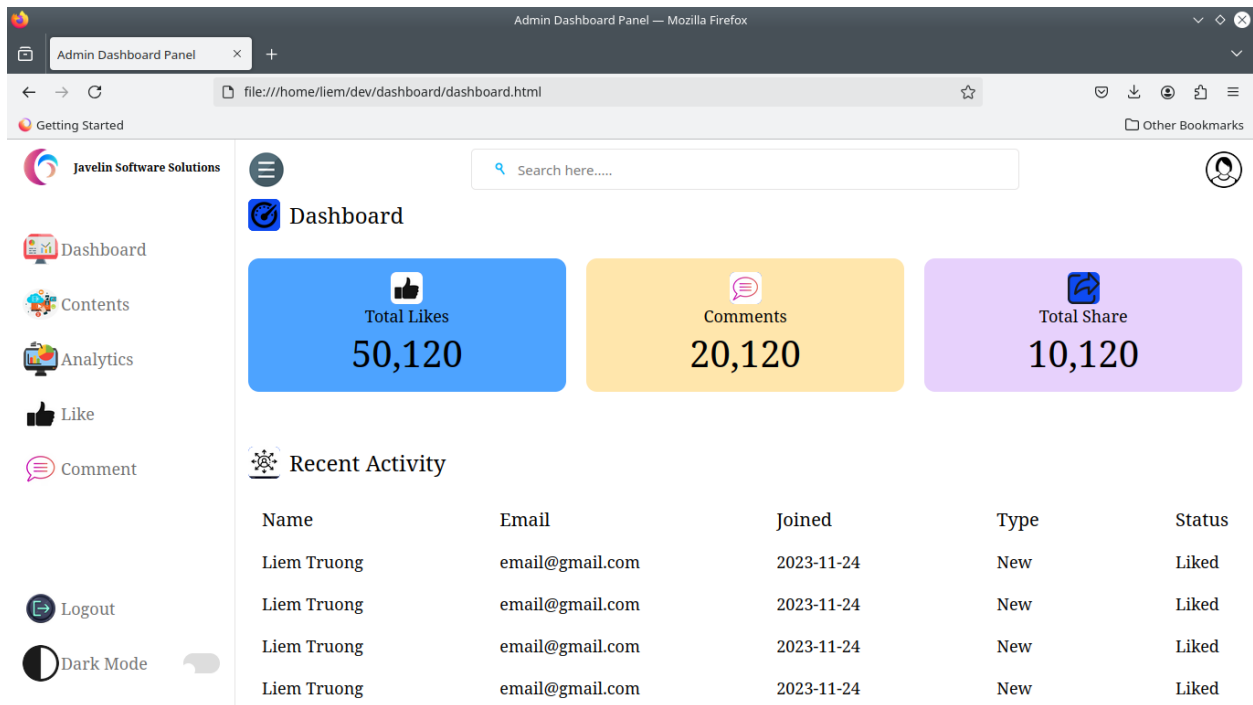 Admin Dashboard Panel — Mozilla Firefox
Admin Dashboard Panel
file:///home/liem/dev/dashboard/dashboard.html
Getting Started
Other Bookmarks
Javelin Software Solutions
Search here.....
Dashboard
Contents
Analytics
Like
Comment
Logout
Dark Mode
Dashboard
Total Likes
50,120
Comments
20,120
Total Share
10,120
Recent Activity
Name Email Joined Type Status
Liem Truong email@gmail.com 2023-11-24 New Liked
Liem Truong email@gmail.com 2023-11-24 New Liked
Liem Truong email@gmail.com 2023-11-24 New Liked
Liem Truong email@gmail.com 2023-11-24 New Liked